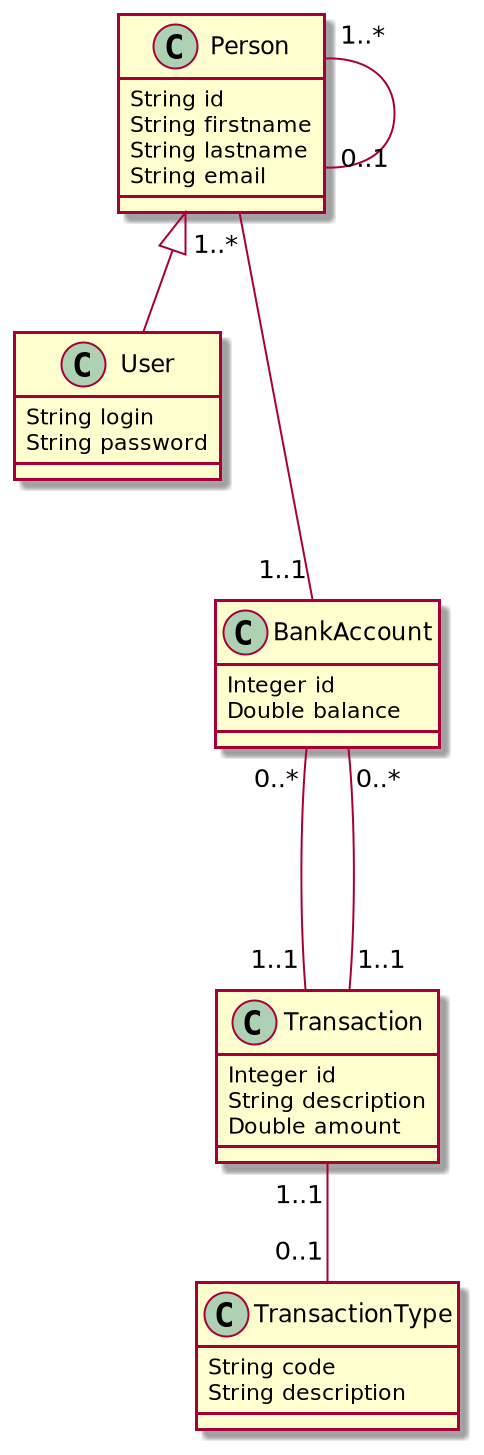 C Person
1..*
String id
String firstname
String lastname
String email
0..1
1..*
C User
String login
String password
1..1
C BankAccount
Integer id
Double balance
0..* 0..*
1..1 1..1
C Transaction
Integer id
String description
Double amount
1..1
0..1
C TransactionType
String code
String description